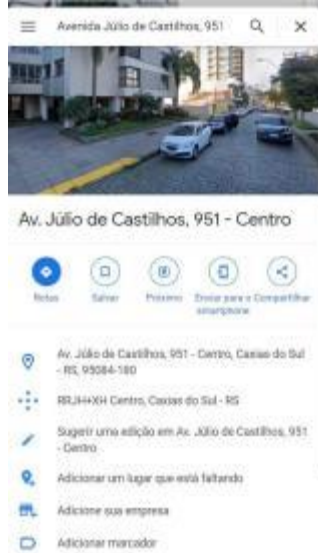 Avenida Júlio de Castilhos, 951
Av. Júlio de Castilhos, 951 - Centro
Rotas
Salvar
Próximo
Enviar para o
smartphone
Compartilhar
Av. Júlio de Castilhos, 951 - Centro, Caxias do Sul
- RS, 95084-180
RRJH+XH Centro, Caxias do Sul - RS
Sugerir uma edição em Av. Júlio de Castilhos, 951
- Centro
Adicionar um lugar que está faltando
Adicione sua empresa
Adicionar marcador